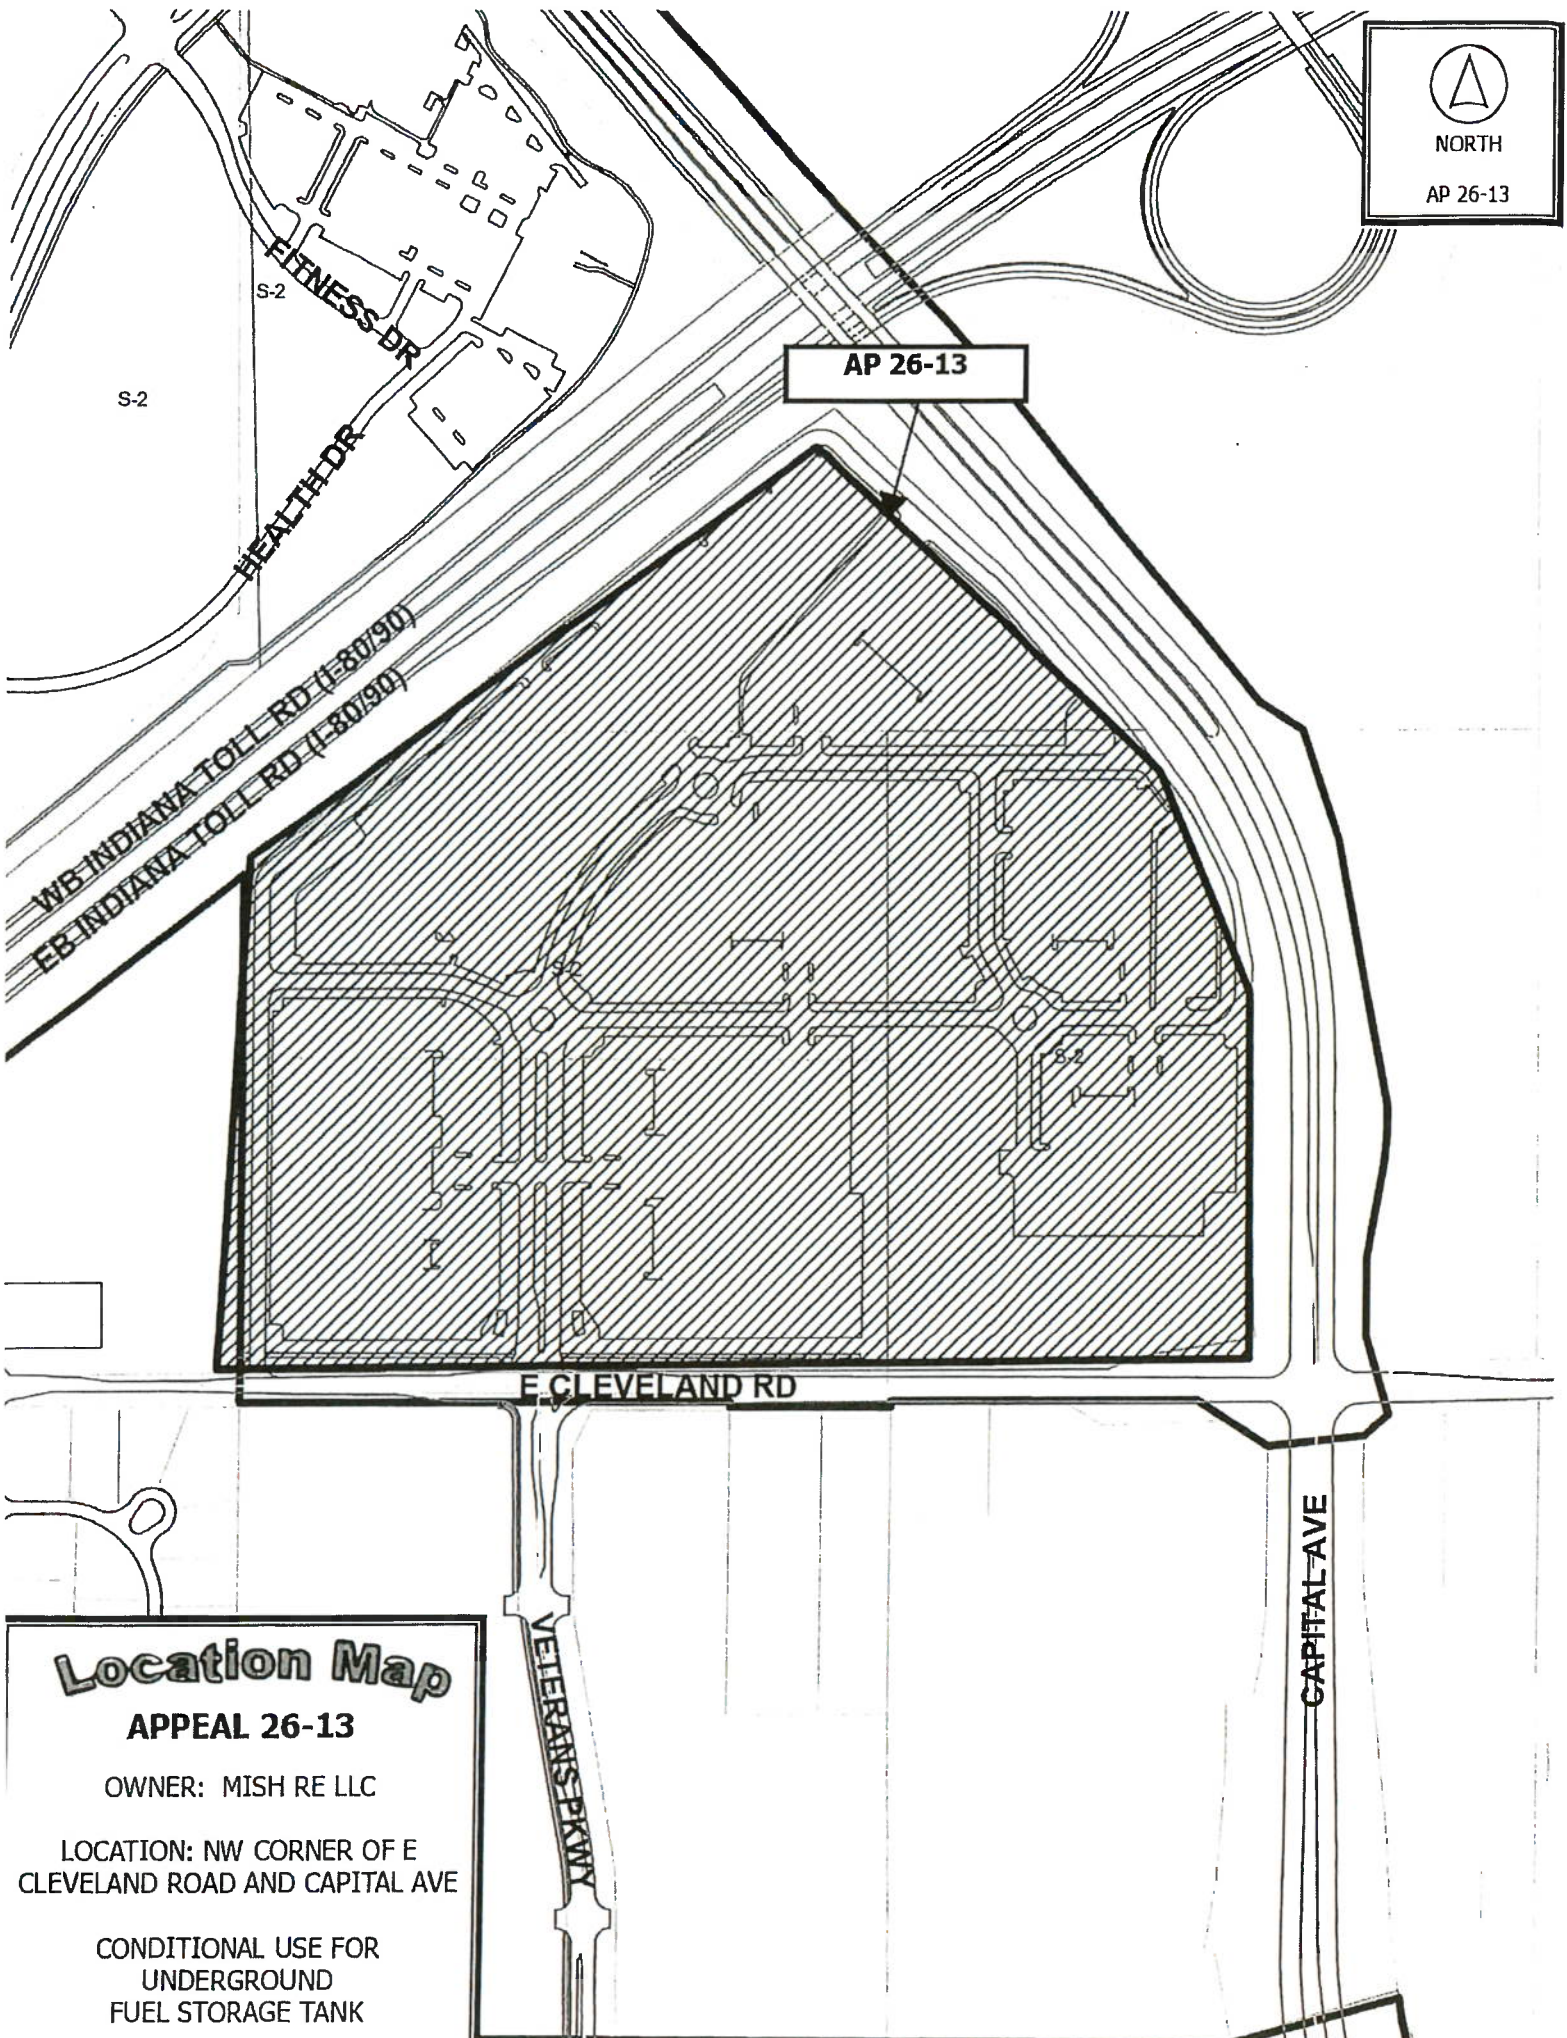 NORTH
AP 26-13
FITNESS DR
S-2
AP 26-13
S-2
HEALTH DR
WB INDIANA TOLL RD (I-80/90)
EB INDIANA TOLL RD (I-80/90)
S-2
S-2
E CLEVELAND RD
CAPITAL AVE
VETERANS PKWY
Location Map
APPEAL 26-13
OWNER: MISH RE LLC
LOCATION: NW CORNER OF E
CLEVELAND ROAD AND CAPITAL AVE
CONDITIONAL USE FOR
UNDERGROUND
FUEL STORAGE TANK